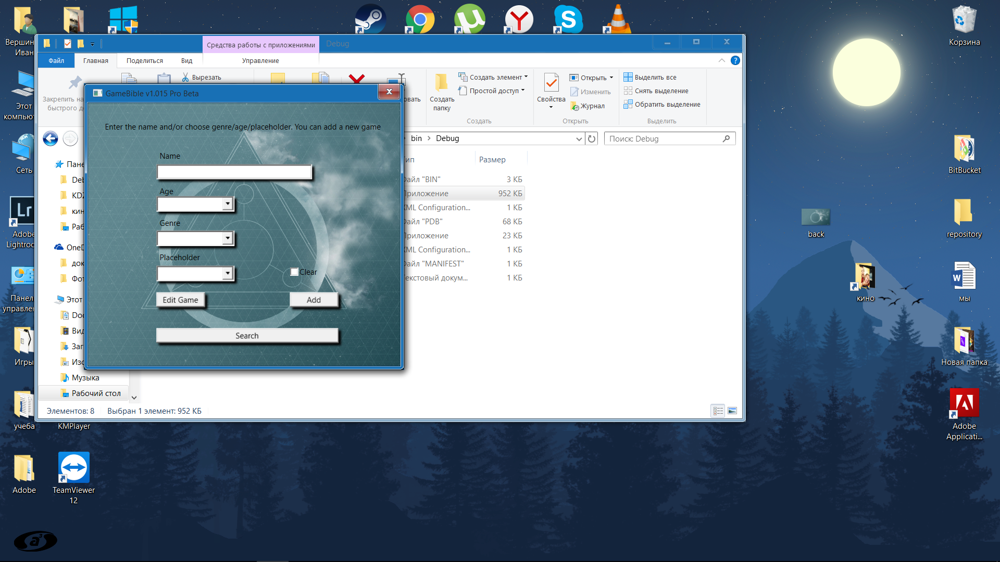 Вершин
Иван
Корзина
Средства работы с приложениями
Debug
Файл
Главная
Поделиться
Вид
Управление
Вырезать
Закрепить на
быстрого д
овать
Создать
папку
Создать элемент
Простой доступ
Создать
Свойства
Открыть
Изменить
Журнал
Открыть
Выделить все
Снять выделение
Обратить выделение
Выделить
Этот
компьют
GameBible v1.015 Pro Beta
Enter the name and/or choose genre/age/placeholder. You can add a new game
Name
Age
Genre
Placeholder
Clear
Edit Game
Add
Search
bin
Debug
Поиск: Debug
ип
Размер
айл "BIN"
3 КБ
Приложение
952 КБ
ML Configuration...
1 КБ
айл "PDB"
68 КБ
Приложение
23 КБ
ML Configuration...
1 КБ
айл "MANIFEST"
1 КБ
екстовый докум...
1 КБ
Пане
Deb
KDZ
кин
Раб
OneD
док
Фот
Этот
Doc
Вид
Заг
Изо
Музыка
Рабочий стол
Элементов: 8
Выбран 1 элемент: 952 КБ
Сеть
Lr
Adobe
Lightroo
Панел
управле
Игры
учеба
KMPlayer
Adobe
TeamViewer
12
BitBucket
back
repository
кино
W
мы
Новая папка
Adobe
Applicati...
a3